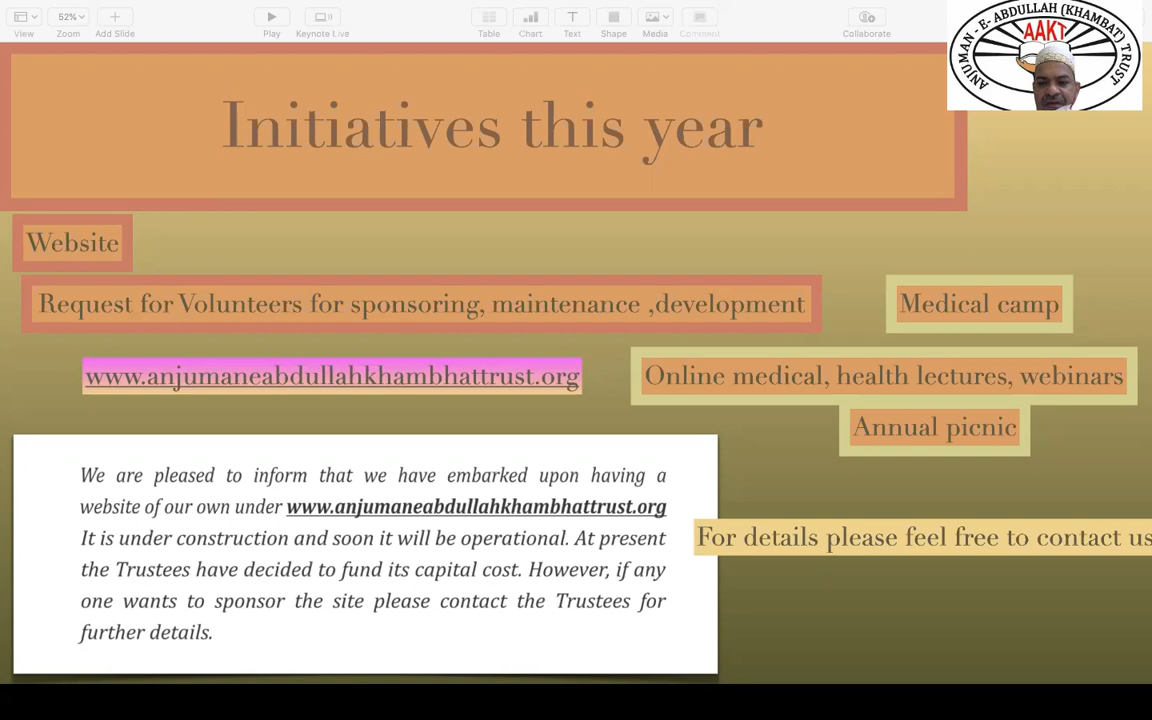 View
52%
Zoom
Add Slide
Play
Keynote Live
Table
Chart
Text
Shape
Media
Comment
Collaborate
ANJUMAN - E- ABDULLAH (KHAMBAT) TRUST
AAKT
Initiatives this year
Website
Request for Volunteers for sponsoring, maintenance ,development
Medical camp
www.anjumaneabdullahkhambhattrust.org
Online medical, health lectures, webinars
Annual picnic
We are pleased to inform that we have embarked upon having a
website of our own under www.anjumaneabdullahkhambhattrust.org
It is under construction and soon it will be operational. At present
the Trustees have decided to fund its capital cost. However, if any
one wants to sponsor the site please contact the Trustees for
further details.
For details please feel free to contact us